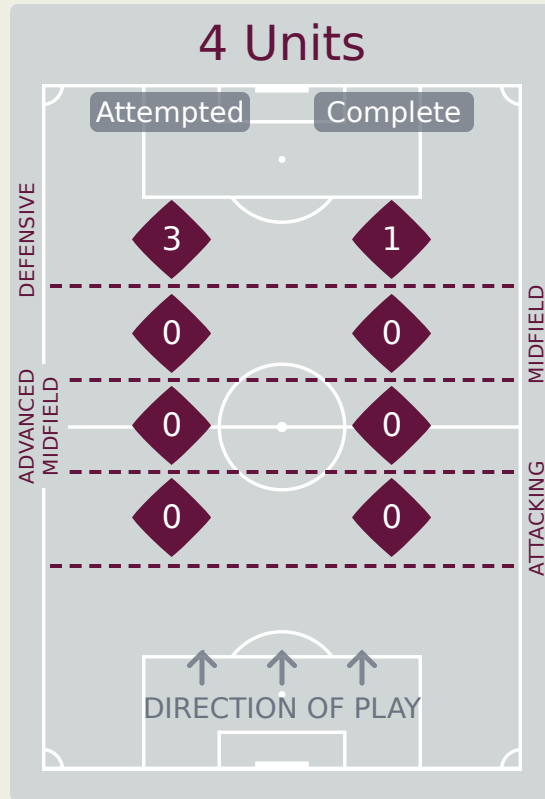 4 Units
Attempted Complete
DEFENSIVE
3 1
MIDFIELD
0 0
ADVANCED
MIDFIELD
0 0
ATTACKING
0 0
DIRECTION OF PLAY